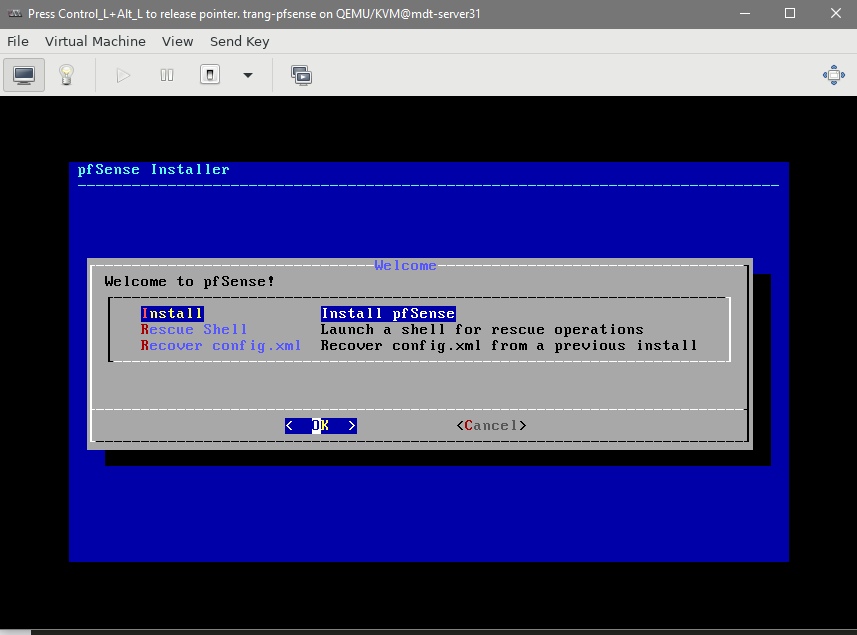 Press Control_L+Alt_L to release pointer. trang-pfsense on QEMU/KVM@mdt-server31
File Virtual Machine View Send Key
pfSense Installer
Welcome
Welcome to pfSense!
Install Install pfSense
Rescue Shell Launch a shell for rescue operations
Recover config.xml Recover config.xml from a previous install
< OK > <Cancel>